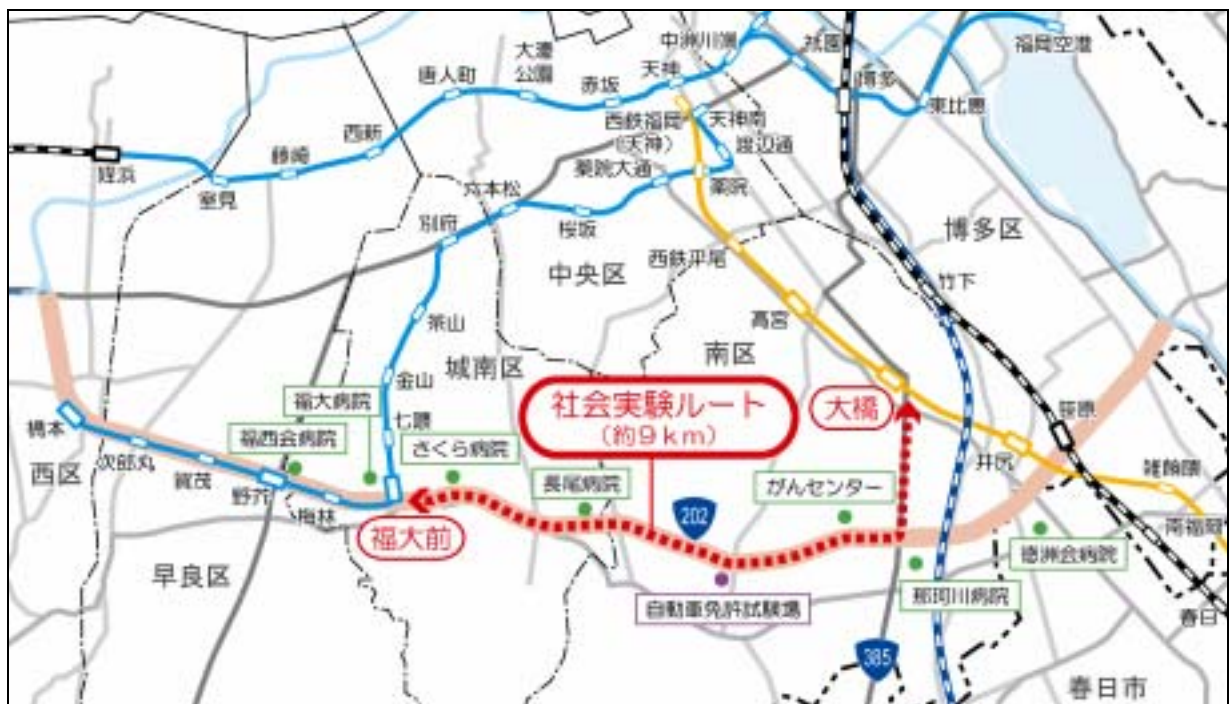 中洲川端
祇園
福岡空港
大濠
公園
天神
唐人町
赤坂
博多
東比恵
西新
西鉄福岡
(天神)
天神南
渡辺通
藤崎
姪浜
室見
薬院大通
薬院
六本松
別府
桜坂
博多区
西鉄平尾
中央区
竹下
茶山
高宮
城南区
南区
金山
福大病院
七隈
社会実験ルート
(約9km)
大橋
笹原
橋本
福西会病院
さくら病院
次郎丸
井尻
西区
賀茂
雑餉隈
野芥
長尾病院
がんセンター
梅林
202
南福岡
福大前
徳洲会病院
早良区
那珂川病院
自動車免許試験場
春日
385
春日市